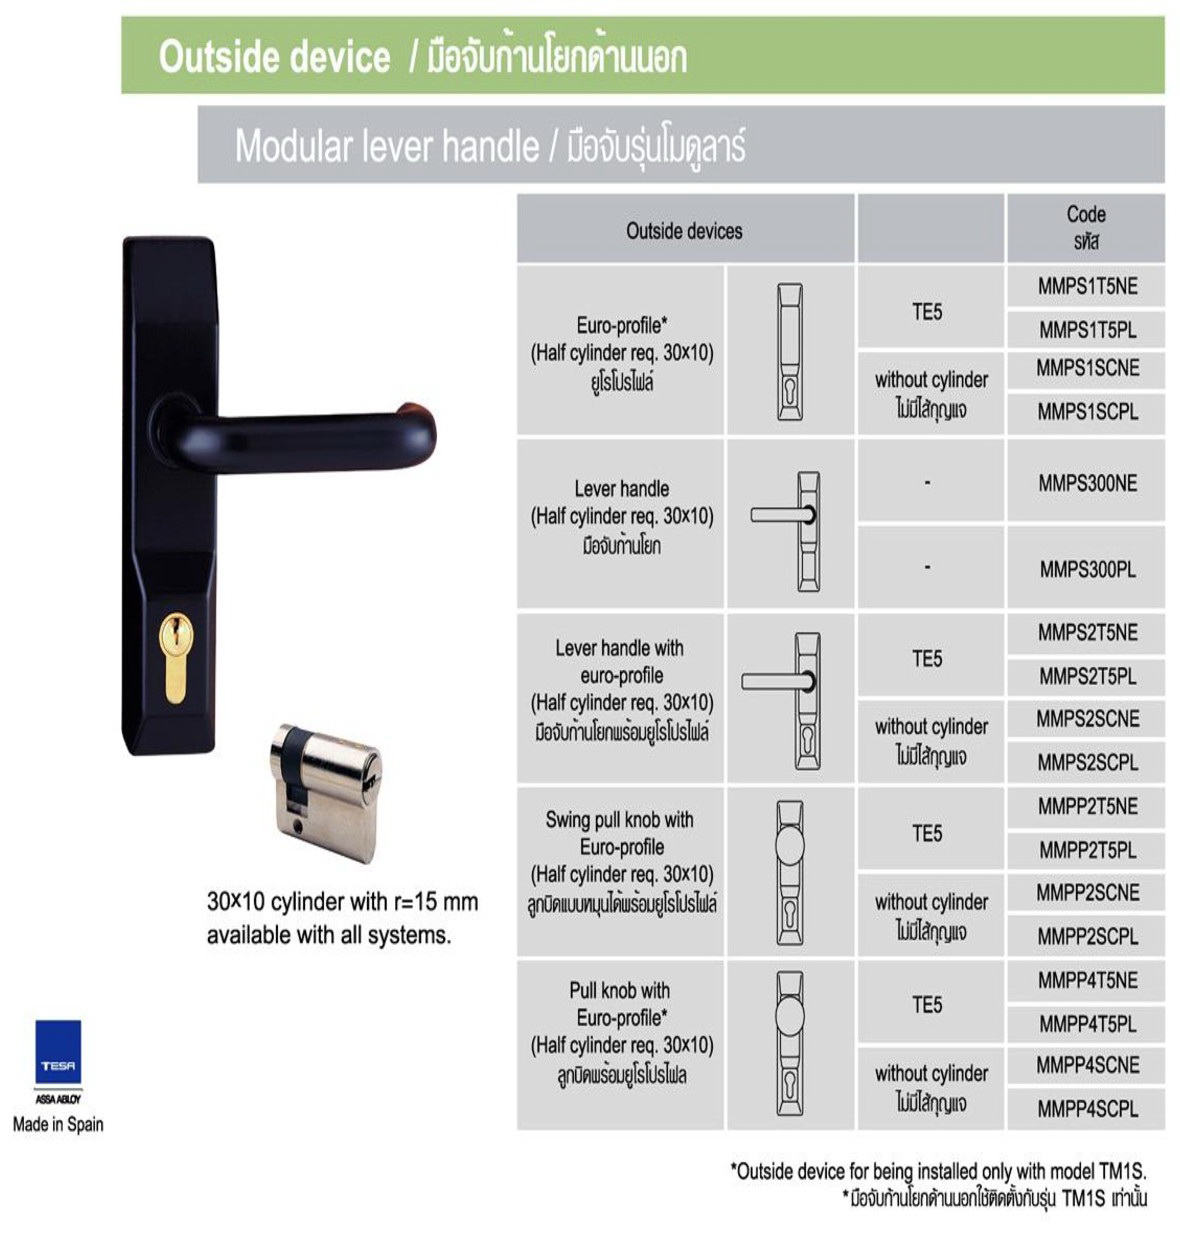 Outside device / มือจับก้านโยกด้านนอก
Modular lever handle / มือจับรุ่นโมดูลาร์
Outside devices
Code
รหัส
Euro-profile*
(Half cylinder req. 30x10)
ยูโรโปรไฟล์
TE5
MMPS1T5NE
MMPS1T5PL
without cylinder
ไม่มีไส้กุญแจ
MMPS1SCNE
MMPS1SCPL
Lever handle
(Half cylinder req. 30x10)
มือจับก้านโยก
-
MMPS300NE
-
MMPS300PL
Lever handle with
euro-profile
(Half cylinder req. 30x10)
มือจับก้านโยกพร้อมยูโรโปรไฟล์
TE5
MMPS2T5NE
MMPS2T5PL
without cylinder
ไม่มีไส้กุญแจ
MMPS2SCNE
MMPS2SCPL
Swing pull knob with
Euro-profile
(Half cylinder req. 30x10)
ลูกบิดแบบหมุนได้พร้อมยูโรโปรไฟล์
TE5
MMPP2T5NE
MMPP2T5PL
without cylinder
ไม่มีไส้กุญแจ
MMPP2SCNE
MMPP2SCPL
Pull knob with
Euro-profile*
(Half cylinder req. 30x10)
ลูกบิดพร้อมยูโรโปรไฟล
TE5
MMPP4T5NE
MMPP4T5PL
without cylinder
ไม่มีไส้กุญแจ
MMPP4SCNE
MMPP4SCPL
30x10 cylinder with r=15 mm
available with all systems.
TESA
ASSA ABLOY
Made in Spain
*Outside device for being installed only with model TM1S.
*มือจับก้านโยกด้านนอกใช้ติดตั้งกับรุ่น TM1S เท่านั้น